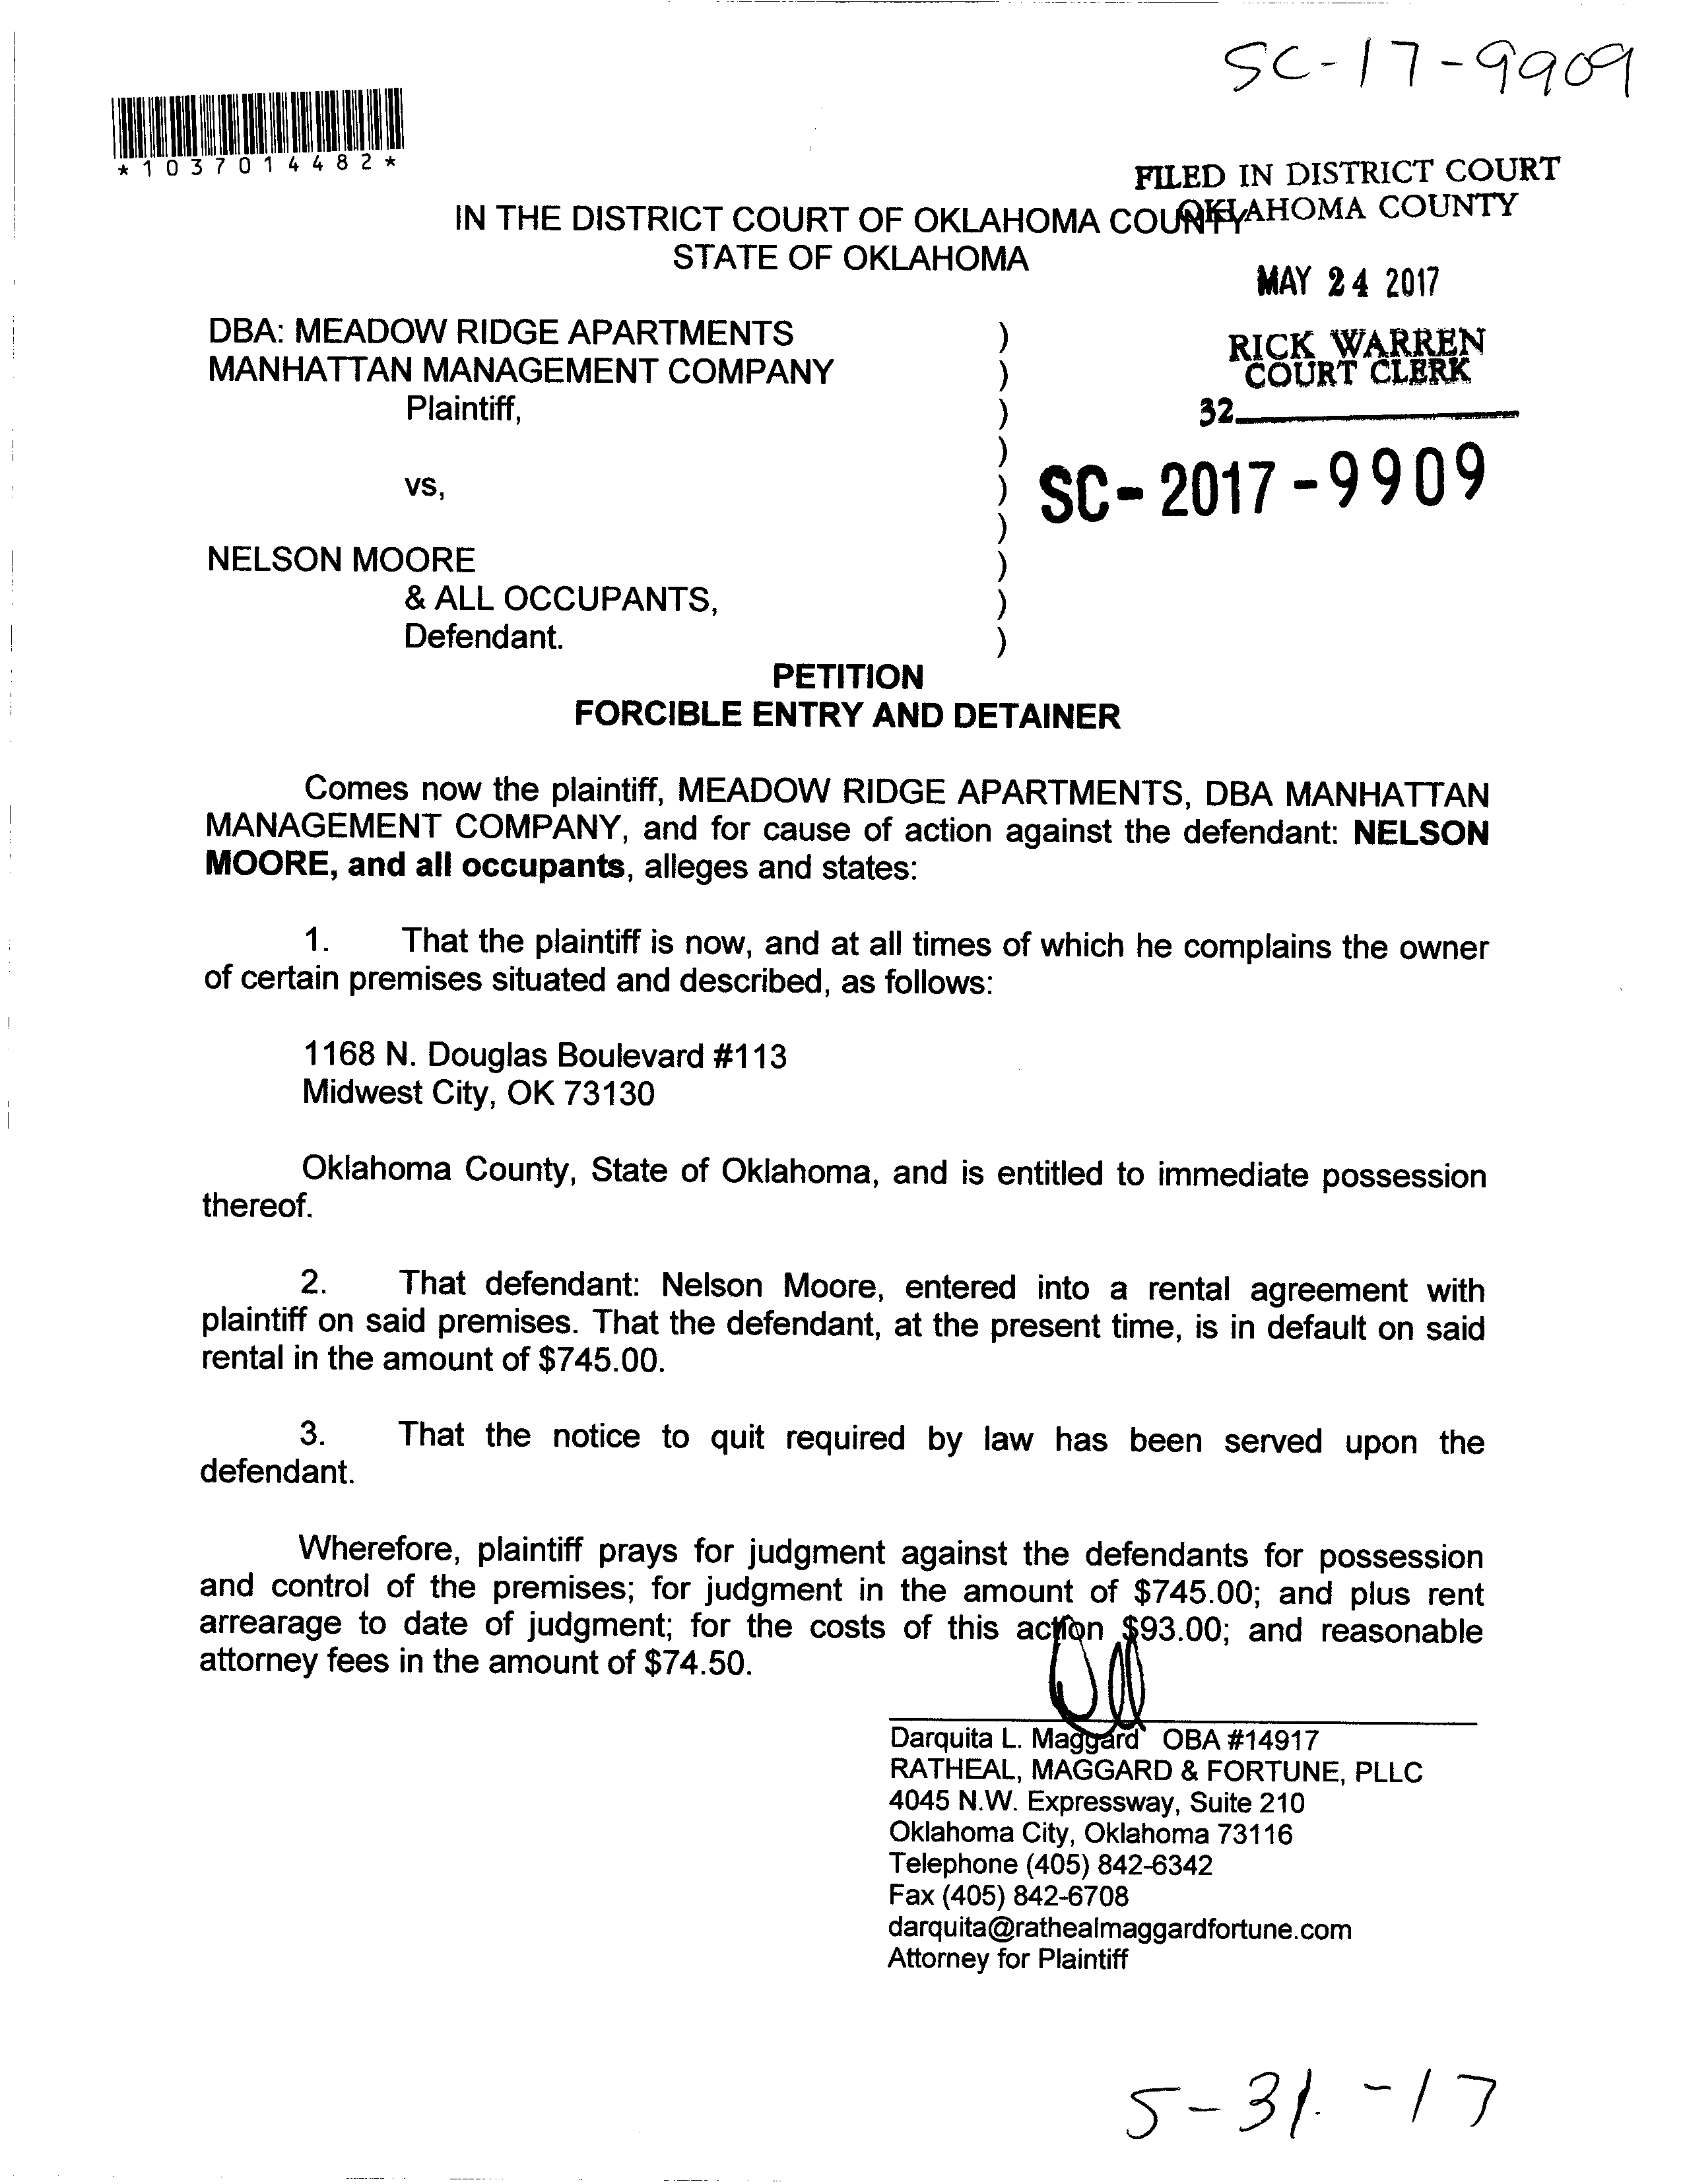 SC-17-9909
*1037014482*
FILED IN DISTRICT COURT
OKLAHOMA COUNTY
IN THE DISTRICT COURT OF OKLAHOMA COUNTY
STATE OF OKLAHOMA
MAY 24 2017
DBA: MEADOW RIDGE APARTMENTS )
MANHATTAN MANAGEMENT COMPANY )
Plaintiff, )
)
vs, )
)
NELSON MOORE )
& ALL OCCUPANTS, )
Defendant. )
RICK WARREN
COURT CLERK
32
SC-2017-9909
PETITION
FORCIBLE ENTRY AND DETAINER
Comes now the plaintiff, MEADOW RIDGE APARTMENTS, DBA MANHATTAN
MANAGEMENT COMPANY, and for cause of action against the defendant: NELSON
MOORE, and all occupants, alleges and states:
1. That the plaintiff is now, and at all times of which he complains the owner
of certain premises situated and described, as follows:
1168 N. Douglas Boulevard #113
Midwest City, OK 73130
Oklahoma County, State of Oklahoma, and is entitled to immediate possession
thereof.
2. That defendant: Nelson Moore, entered into a rental agreement with
plaintiff on said premises. That the defendant, at the present time, is in default on said
rental in the amount of $745.00.
3. That the notice to quit required by law has been served upon the
defendant.
Wherefore, plaintiff prays for judgment against the defendants for possession
and control of the premises; for judgment in the amount of $745.00; and plus rent
arrearage to date of judgment; for the costs of this action $93.00; and reasonable
attorney fees in the amount of $74.50.
Darquita L. Maggard OBA #14917
RATHEAL, MAGGARD & FORTUNE, PLLC
4045 N.W. Expressway, Suite 210
Oklahoma City, Oklahoma 73116
Telephone (405) 842-6342
Fax (405) 842-6708
darquita@rathealmaggardfortune.com
Attorney for Plaintiff
5-31.-17